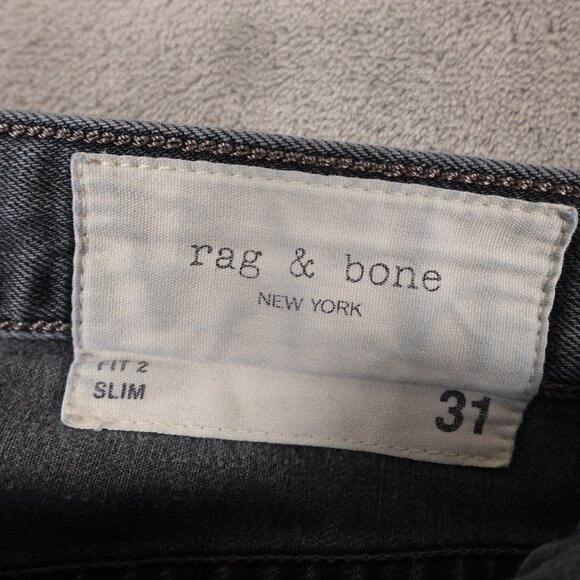 rag & bone
NEW YORK
FIT 2
SLIM
31